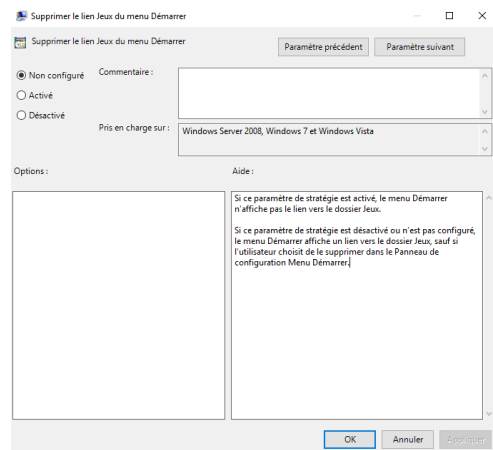 Supprimer le lien Jeux du menu Démarrer
Supprimer le lien Jeux du menu Démarrer
Paramètre précédent
Paramètre suivant
Non configuré
Commentaire :
Activé
Désactivé
Pris en charge sur :
Windows Server 2008, Windows 7 et Windows Vista
Options :
Aide :
Si ce paramètre de stratégie est activé, le menu Démarrer
n'affiche pas le lien vers le dossier Jeux.
Si ce paramètre de stratégie est désactivé ou n'est pas configuré,
le menu Démarrer affiche un lien vers le dossier Jeux, sauf si
l'utilisateur choisit de le supprimer dans le Panneau de
configuration Menu Démarrer.
OK
Annuler
Appliquer